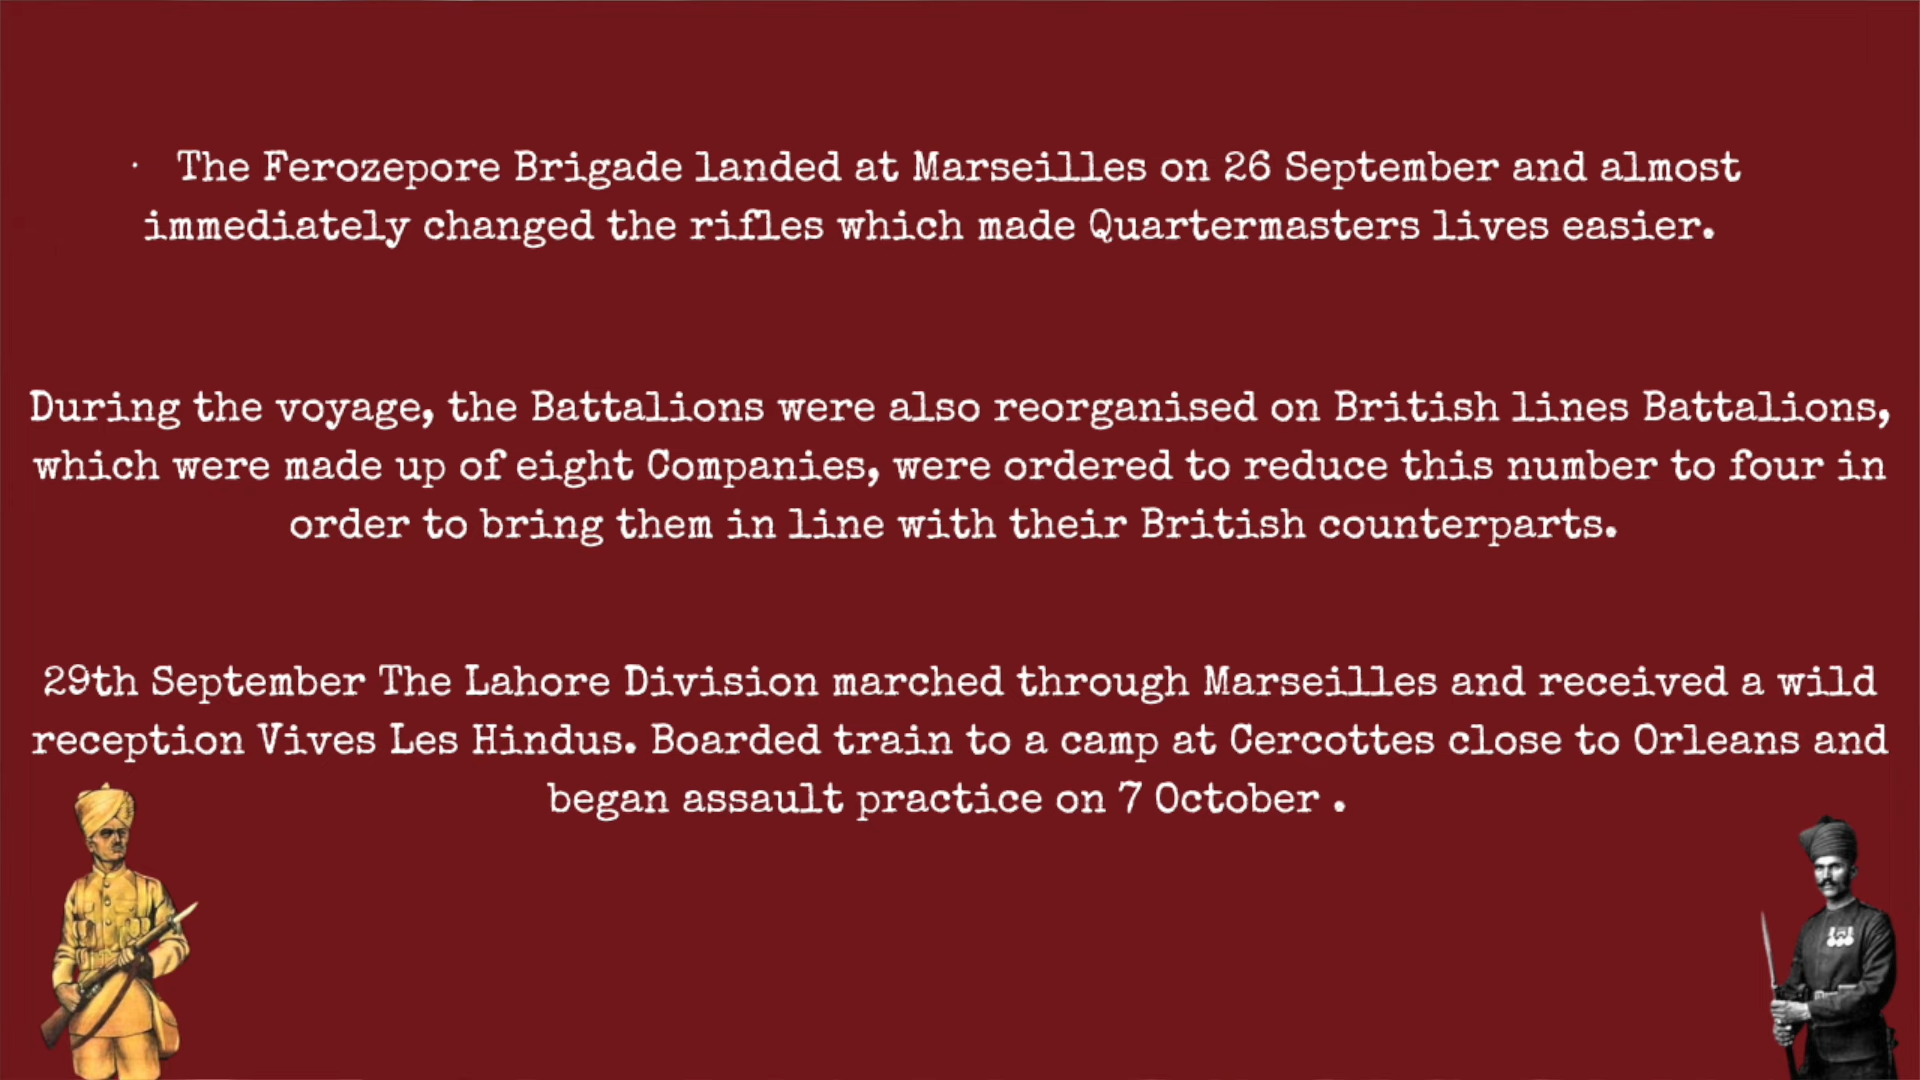 · The Ferozepore Brigade landed at Marseilles on 26 September and almost
immediately changed the rifles which made Quartermasters lives easier.
During the voyage, the Battalions were also reorganised on British lines Battalions,
which were made up of eight Companies, were ordered to reduce this number to four in
order to bring them in line with their British counterparts.
29th September The Lahore Division marched through Marseilles and received a wild
reception Vives Les Hindus. Boarded train to a camp at Cercottes close to Orleans and
began assault practice on 7 October .